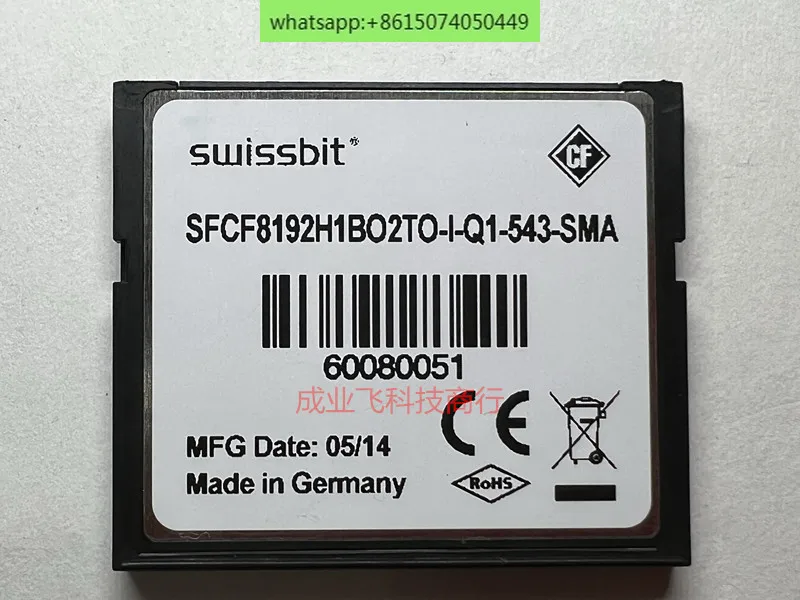 whatsapp:+8615074050449
swissbit®
CF
SFCF8192H1BO2TO-I-Q1-543-SMA
60080051
成业飞科技商行
CE
MFG Date: 05/14
Made in Germany
RoHS